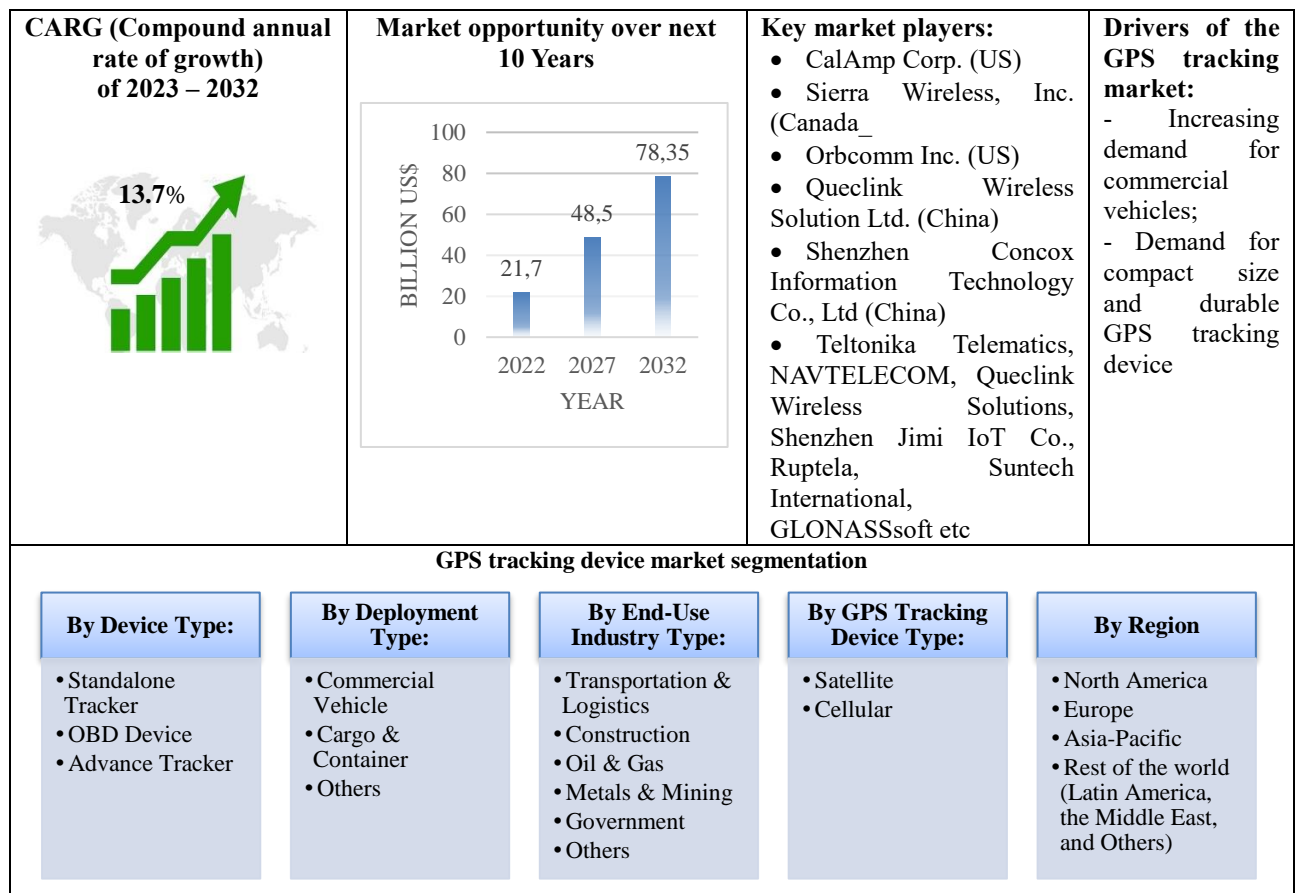 CARG (Compound annual
rate of growth)
of 2023 – 2032
13.7%
Market opportunity over next
10 Years
BILLION US$
100
80
60
40
20
0
21,7
48,5
78,35
2022 2027 2032
YEAR
Key market players:
• CalAmp Corp. (US)
• Sierra Wireless, Inc.
(Canada_
• Orbcomm Inc. (US)
• Queclink Wireless
Solution Ltd. (China)
• Shenzhen Concox
Information Technology
Co., Ltd (China)
• Teltonika Telematics,
NAVTELECOM, Queclink
Wireless Solutions,
Shenzhen Jimi IoT Co.,
Ruptela, Suntech
International,
GLONASSsoft etc
Drivers of the
GPS tracking
market:
- Increasing
demand for
commercial
vehicles;
- Demand for
compact size
and durable
GPS tracking
device
GPS tracking device market segmentation
By Device Type:
• Standalone
Tracker
• OBD Device
• Advance Tracker
By Deployment
Type:
• Commercial
Vehicle
• Cargo &
Container
• Others
By End-Use
Industry Type:
• Transportation &
Logistics
• Construction
• Oil & Gas
• Metals & Mining
• Government
• Others
By GPS Tracking
Device Type:
• Satellite
• Cellular
By Region
• North America
• Europe
• Asia-Pacific
• Rest of the world
(Latin America,
the Middle East,
and Others)